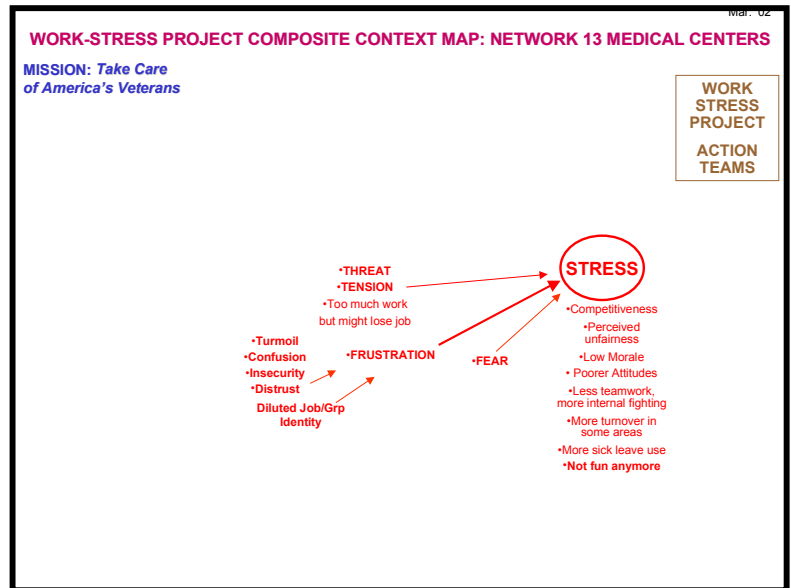 Mar. '02
WORK-STRESS PROJECT COMPOSITE CONTEXT MAP: NETWORK 13 MEDICAL CENTERS
MISSION: Take Care
of America's Veterans
WORK
STRESS
PROJECT
ACTION
TEAMS
STRESS
•THREAT
•TENSION
•Too much work
but might lose job
•Turmoil
•Confusion
•Insecurity
•Distrust
•FRUSTRATION
•FEAR
Diluted Job/Grp
Identity
•Competitiveness
•Perceived
unfairness
•Low Morale
• Poorer Attitudes
•Less teamwork,
more internal fighting
•More turnover in
some areas
•More sick leave use
•Not fun anymore